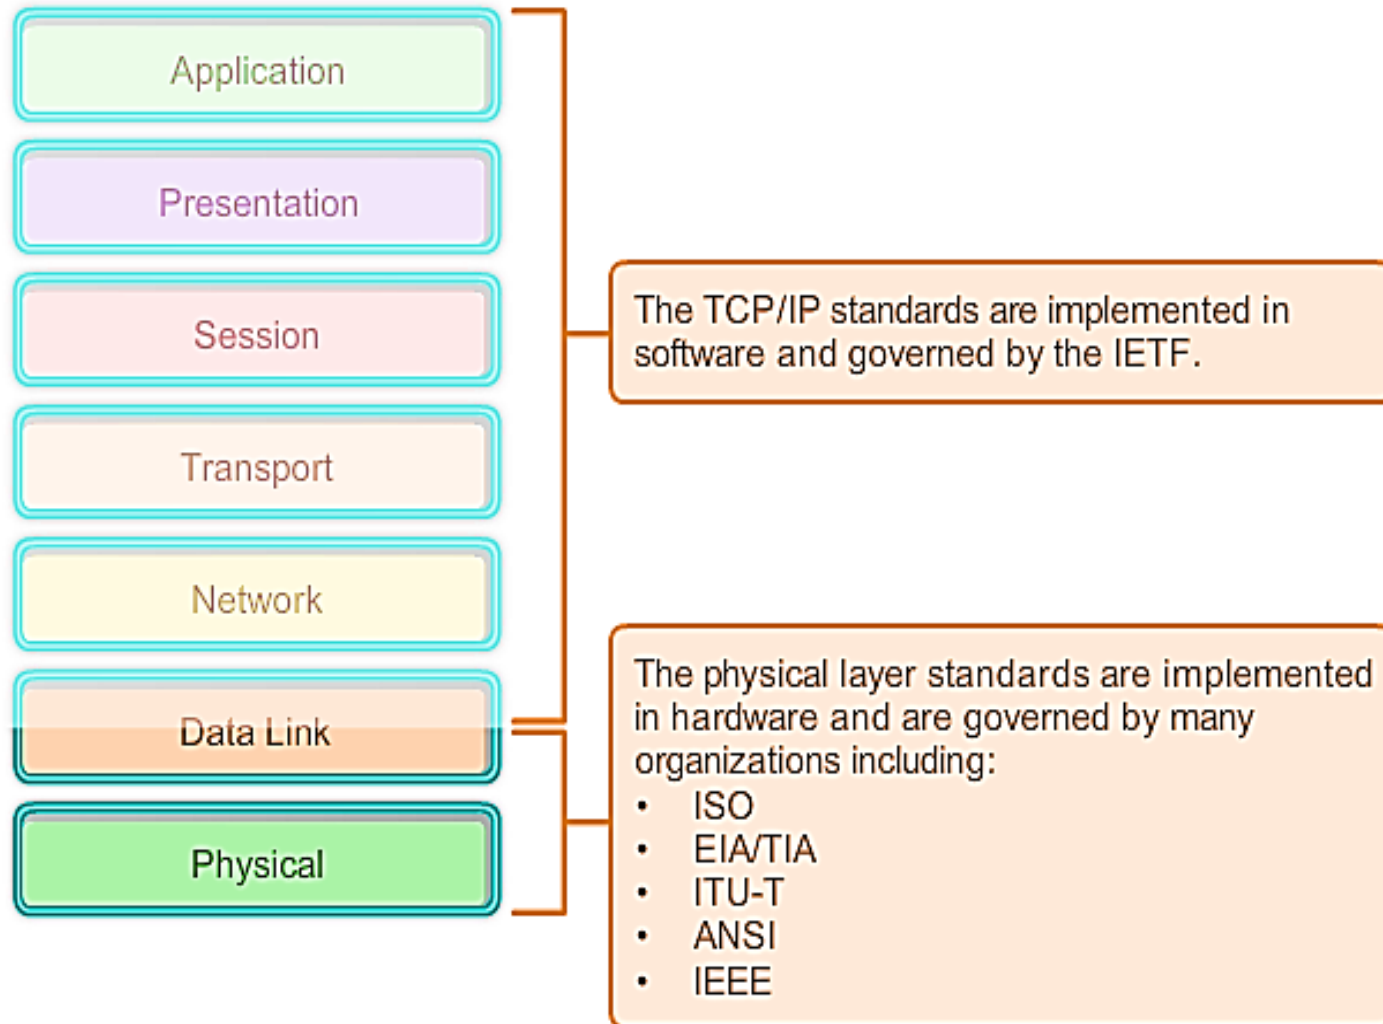 Application
Presentation
Session
Transport
Network
Data Link
Physical
The TCP/IP standards are implemented in
software and governed by the IETF.
The physical layer standards are implemented
in hardware and are governed by many
organizations including:
• ISO
• EIA/TIA
• ITU-T
• ANSI
• IEEE